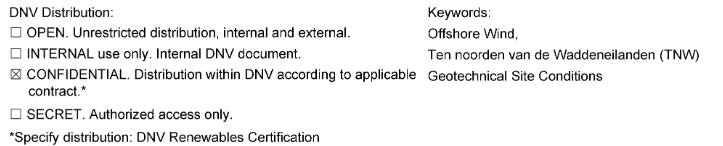 DNV Distribution:
☐ OPEN. Unrestricted distribution, internal and external.
☐ INTERNAL use only. Internal DNV document.
☒ CONFIDENTIAL. Distribution within DNV according to applicable
contract.*
☐ SECRET. Authorized access only.
*Specify distribution: DNV Renewables Certification
Keywords:
Offshore Wind,
Ten noorden van de Waddeneilanden (TNW)
Geotechnical Site Conditions